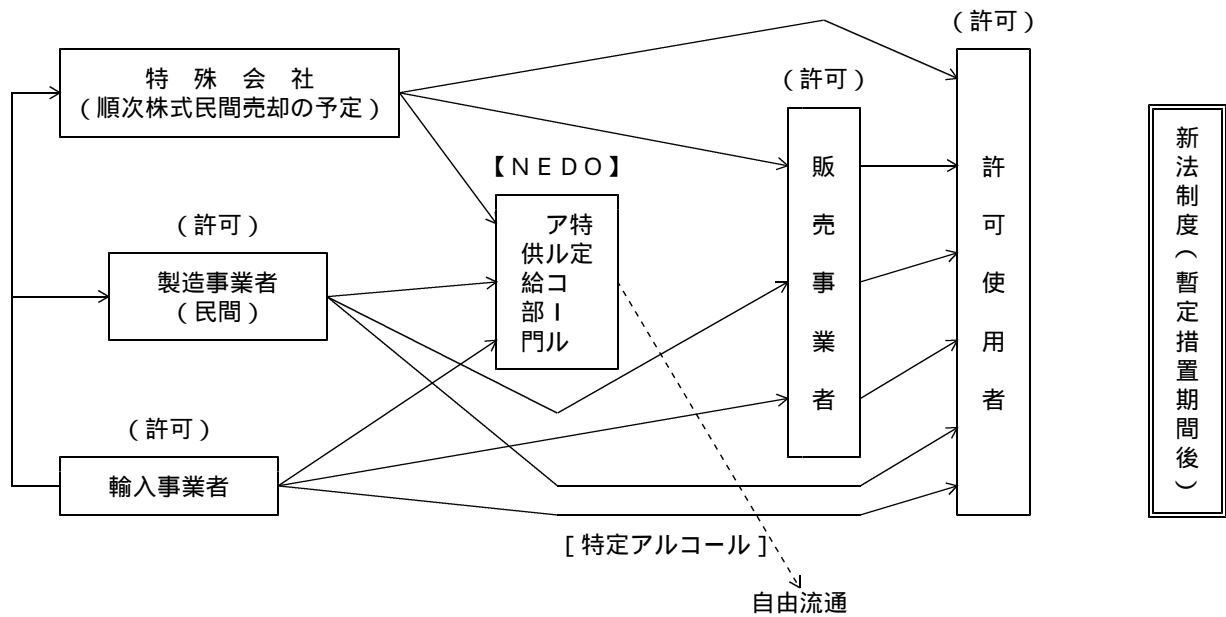 (許可)
特殊会社
(順次株式民間売却の予定)
(許可)
【NEDO】
特定アルコール
供給部門
販売事業者
許可使用者
新法制度(暫定措置期間後)
(許可)
製造事業者
(民間)
(許可)
輸入事業者
[特定アルコール]
自由流通